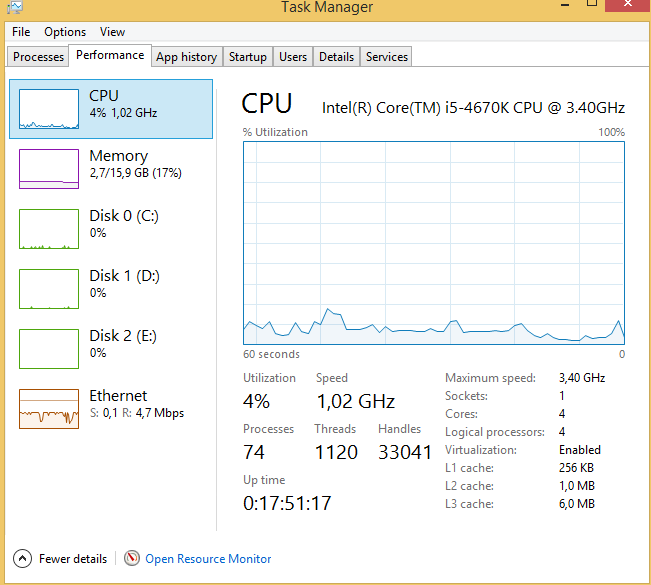 Task Manager
File Options View
Processes Performance App history Startup Users Details Services
CPU
4% 1,02 GHz
Memory
2,7/15,9 GB (17%)
Disk 0 (C:)
0%
Disk 1 (D:)
0%
Disk 2 (E:)
0%
Ethernet
S: 0,1 R: 4,7 Mbps
CPU Intel(R) Core(TM) i5-4670K CPU @ 3.40GHz
% Utilization 100%
60 seconds 0
Utilization Speed
4% 1,02 GHz
Processes Threads Handles
74 1120 33041
Up time
0:17:51:17
Maximum speed: 3,40 GHz
Sockets: 1
Cores: 4
Logical processors: 4
Virtualization: Enabled
L1 cache: 256 KB
L2 cache: 1,0 MB
L3 cache: 6,0 MB
Fewer details Open Resource Monitor